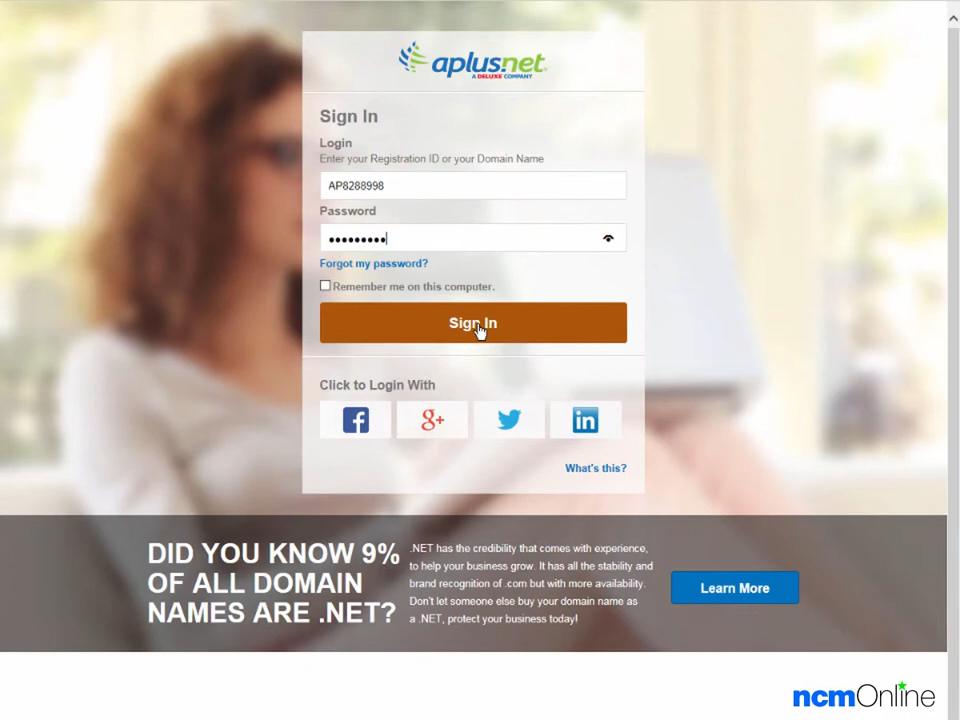 aplus.net
A DELUXE COMPANY
Sign In
Login
Enter your Registration ID or your Domain Name
AP8288998
Password
•••••••••
Forgot my password?
Remember me on this computer.
Sign In
Click to Login With
f
g+
in
What's this?
DID YOU KNOW 9%
OF ALL DOMAIN
NAMES ARE .NET?
.NET has the credibility that comes with experience,
to help your business grow. It has all the stability and
brand recognition of .com but with more availability.
Don't let someone else buy your domain name as
a .NET, protect your business today!
Learn More
ncmOnline